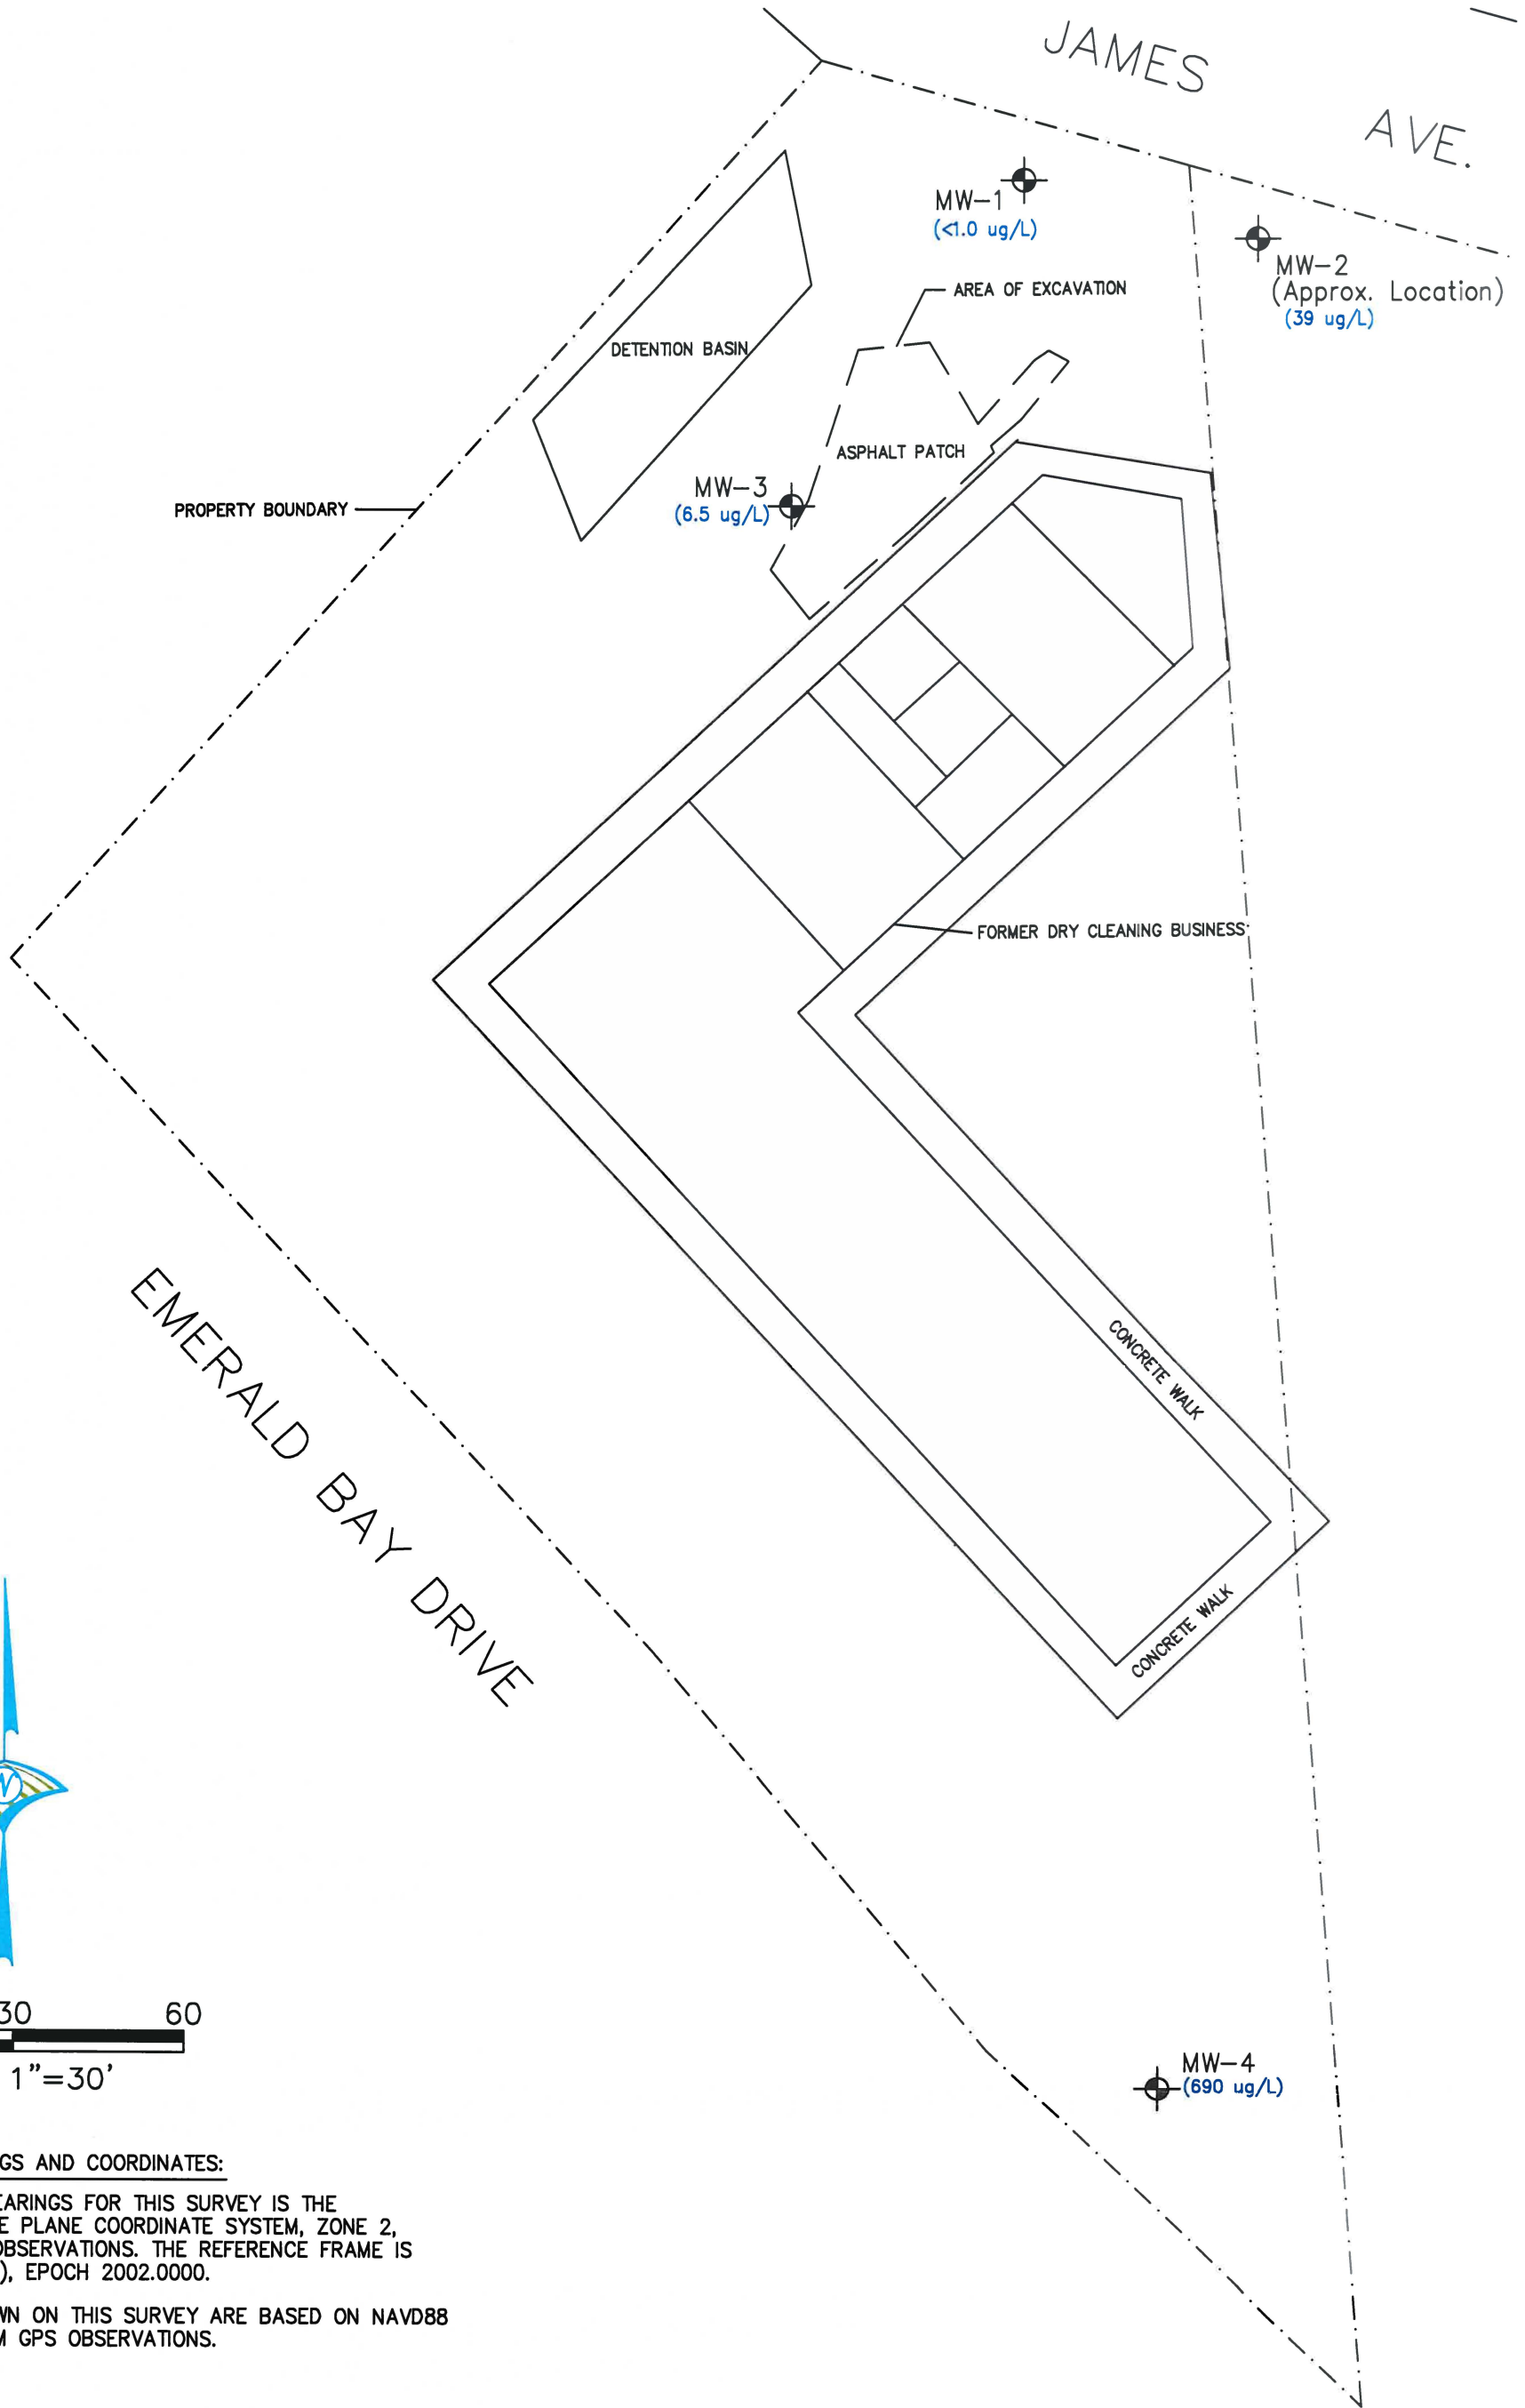 JAMES AVE.
MW-1
(<1.0 ug/L)
MW-2
(Approx. Location)
(39 ug/L)
AREA OF EXCAVATION
DETENTION BASIN
ASPHALT PATCH
MW-3
(6.5 ug/L)
PROPERTY BOUNDARY
FORMER DRY CLEANING BUSINESS
EMERALD BAY DRIVE
CONCRETE WALK
CONCRETE WALK
N
30 60
1"=30'
MW-4
(690 ug/L)
GS AND COORDINATES:
EARINGS FOR THIS SURVEY IS THE
E PLANE COORDINATE SYSTEM, ZONE 2,
OBSERVATIONS. THE REFERENCE FRAME IS
), EPOCH 2002.0000.
WN ON THIS SURVEY ARE BASED ON NAVD88
M GPS OBSERVATIONS.